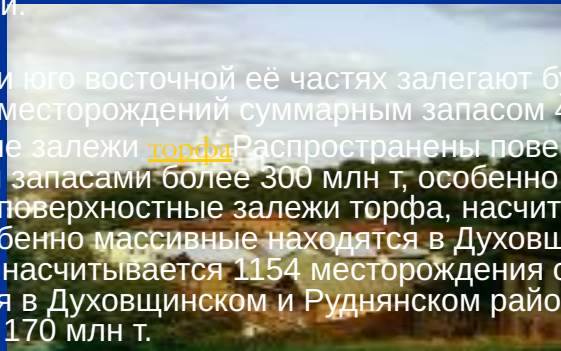 и.
и юго восточной её частях залегают б
месторождений суммарным запасом 4
е залежи торфаРаспространены пове
запасами более 300 млн т, особенно
поверхностные залежи торфа, насчит
бенно массивные находятся в Духовщ
насчитывается 1154 месторождения с
я в Духовщинском и Руднянском райо
170 млн т.